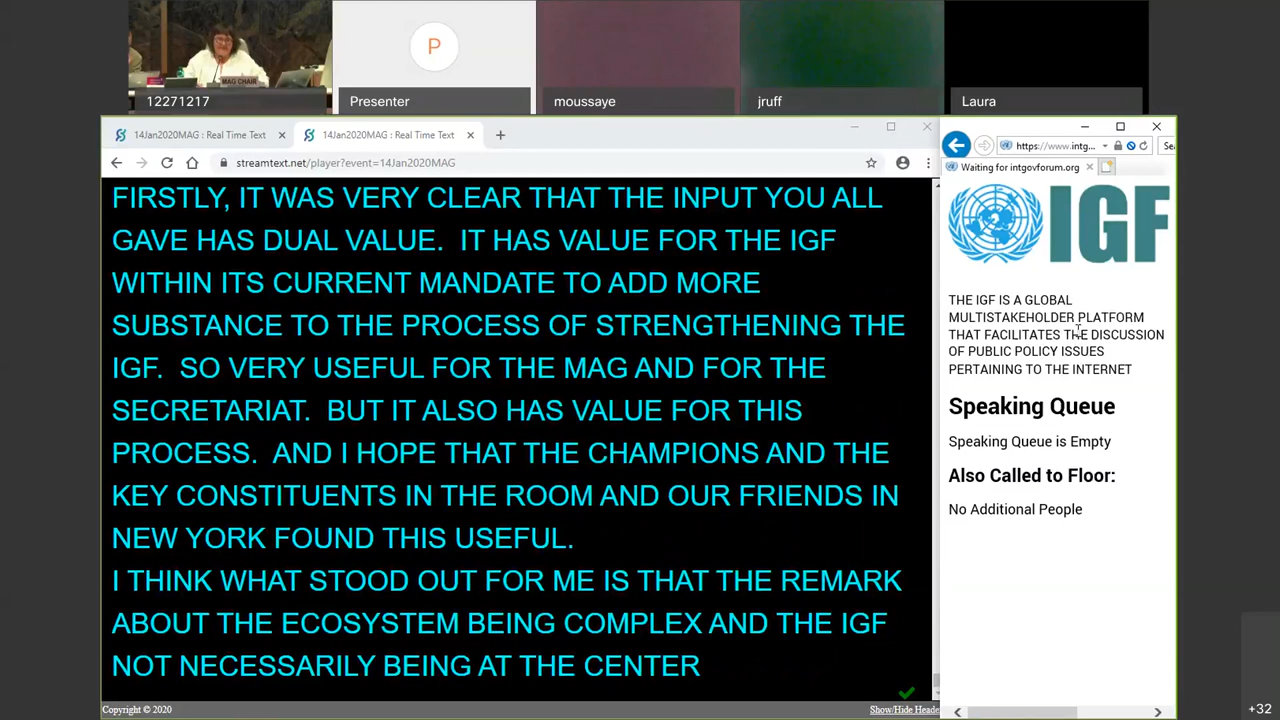 MAG CHAIR
12271217
P
Presenter
moussaye
jruff
Laura
14Jan2020MAG : Real Time Text
14Jan2020MAG : Real Time Text
streamtext.net/player?event=14Jan2020MAG
FIRSTLY, IT WAS VERY CLEAR THAT THE INPUT YOU ALL
GAVE HAS DUAL VALUE.  IT HAS VALUE FOR THE IGF
WITHIN ITS CURRENT MANDATE TO ADD MORE
SUBSTANCE TO THE PROCESS OF STRENGTHENING THE
IGF.  SO VERY USEFUL FOR THE MAG AND FOR THE
SECRETARIAT.  BUT IT ALSO HAS VALUE FOR THIS
PROCESS.  AND I HOPE THAT THE CHAMPIONS AND THE
KEY CONSTITUENTS IN THE ROOM AND OUR FRIENDS IN
NEW YORK FOUND THIS USEFUL.
I THINK WHAT STOOD OUT FOR ME IS THAT THE REMARK
ABOUT THE ECOSYSTEM BEING COMPLEX AND THE IGF
NOT NECESSARILY BEING AT THE CENTER
Copyright © 2020
Show/Hide Heade
https://www.intg...
Sea
Waiting for intgovforum.org
IGF
THE IGF IS A GLOBAL
MULTISTAKEHOLDER PLATFORM
THAT FACILITATES THE DISCUSSION
OF PUBLIC POLICY ISSUES
PERTAINING TO THE INTERNET
Speaking Queue
Speaking Queue is Empty
Also Called to Floor:
No Additional People
+32